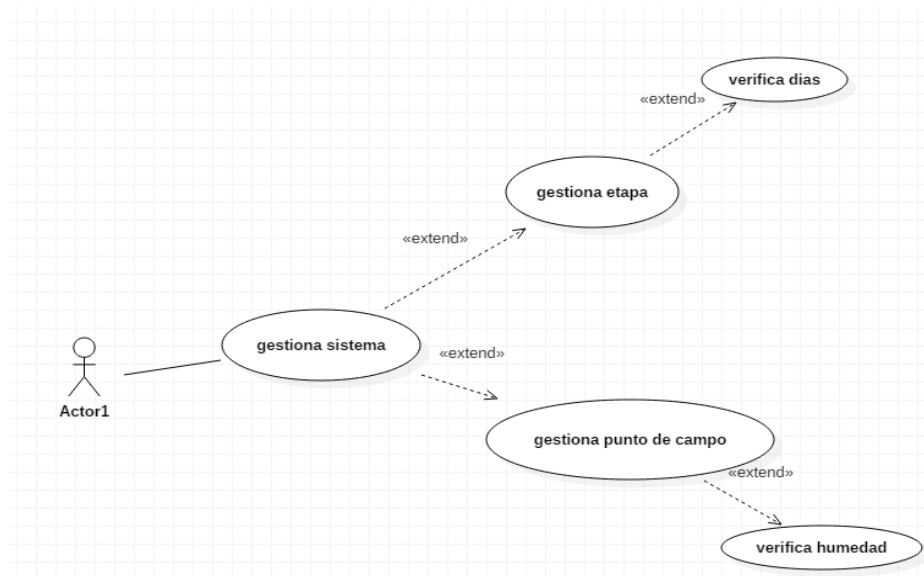 verifica dias
«extend»
gestiona etapa
«extend»
gestiona sistema
«extend»
Actor1
gestiona punto de campo
«extend»
verifica humedad